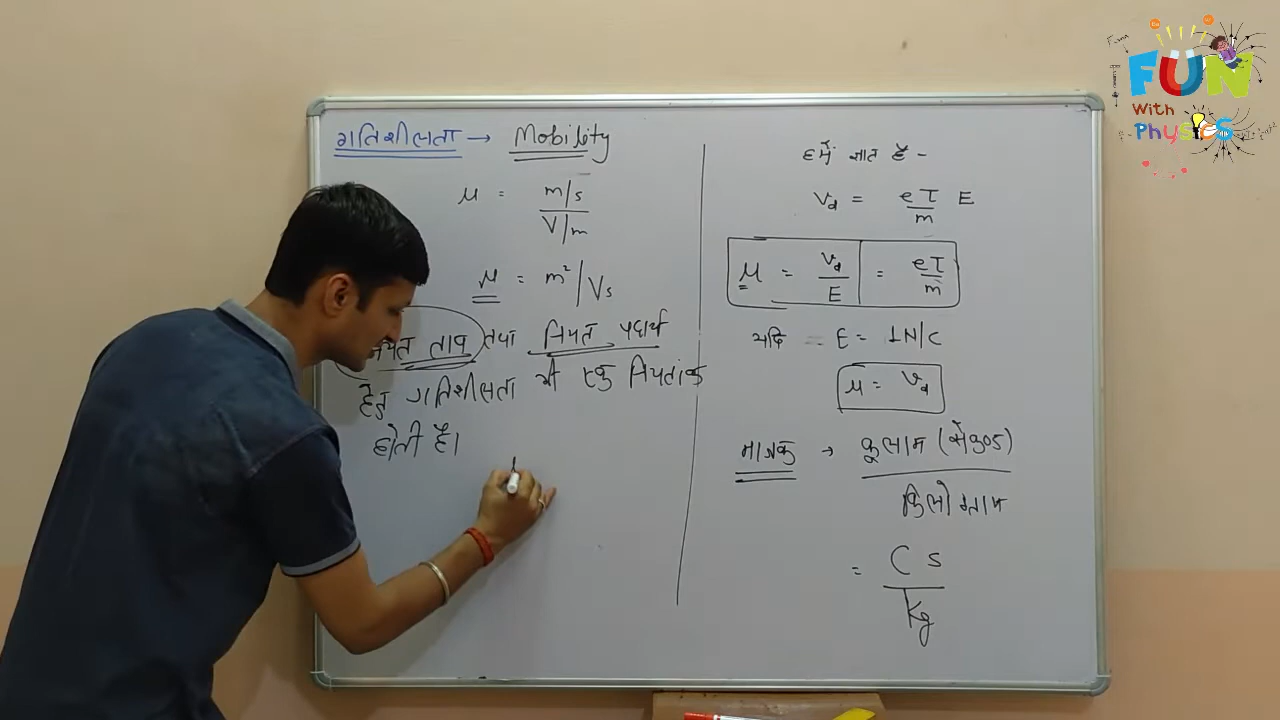 गतिशीलता → Mobility
μ = m/s / V/m
μ = m²/Vs
नियत ताप तथा नियत पदार्थ
हेतु गतिशीलता भी एक नियतांक
होती है।
हमें ज्ञात है -
Vd = eτ/m E
μ = Vd/E = eτ/m
यदि E = 1N/C
μ = Vd
मात्रक → कूलाम (सेकण्ड)
किलोग्राम
= C s
Kg
FUN
With
Physics